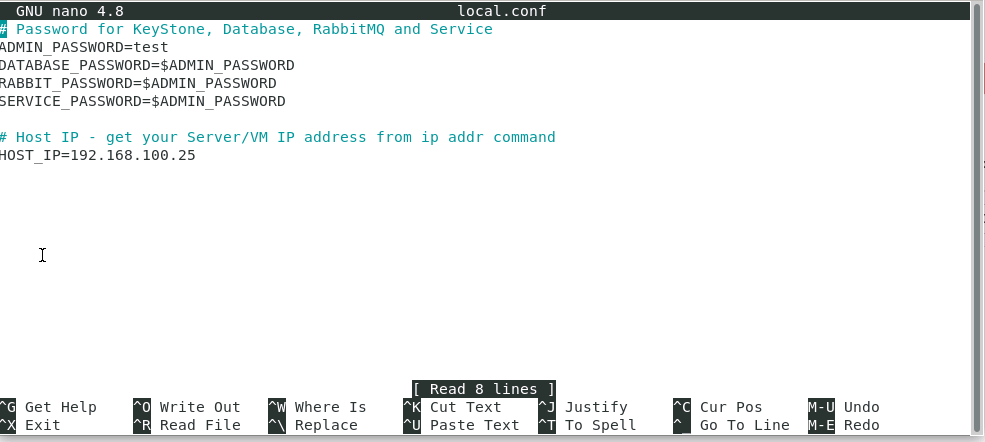 GNU nano 4.8 local.conf
# Password for KeyStone, Database, RabbitMQ and Service
ADMIN_PASSWORD=test
DATABASE_PASSWORD=$ADMIN_PASSWORD
RABBIT_PASSWORD=$ADMIN_PASSWORD
SERVICE_PASSWORD=$ADMIN_PASSWORD
# Host IP - get your Server/VM IP address from ip addr command
HOST_IP=192.168.100.25
[ Read 8 lines ]
^G Get Help ^O Write Out ^W Where Is ^K Cut Text ^J Justify ^C Cur Pos M-U Undo
^X Exit ^R Read File ^\ Replace ^U Paste Text ^T To Spell ^_ Go To Line M-E Redo